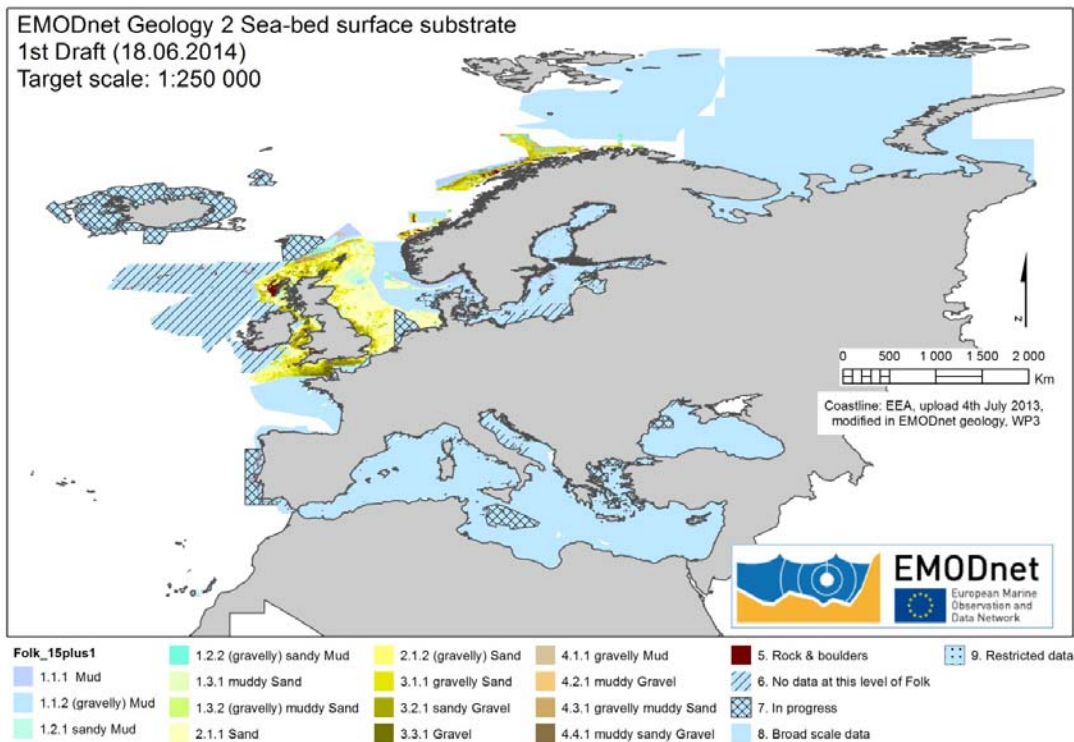 EMODnet Geology 2 Sea-bed surface substrate
1st Draft (18.06.2014)
Target scale: 1:250 000
z
0 500 1 000 1 500 2 000
Km
Coastline: EEA, upload 4th July 2013,
modified in EMODnet geology, WP3
EMODnet
European Marine
Observation and
Data Network
Folk_15plus1
1.1.1 Mud
1.1.2 (gravelly) Mud
1.2.1 sandy Mud
1.2.2 (gravelly) sandy Mud
1.3.1 muddy Sand
1.3.2 (gravelly) muddy Sand
2.1.1 Sand
2.1.2 (gravelly) Sand
3.1.1 gravelly Sand
3.2.1 sandy Gravel
3.3.1 Gravel
4.1.1 gravelly Mud
4.2.1 muddy Gravel
4.3.1 gravelly muddy Sand
4.4.1 muddy sandy Gravel
5. Rock & boulders
6. No data at this level of Folk
7. In progress
8. Broad scale data
9. Restricted data